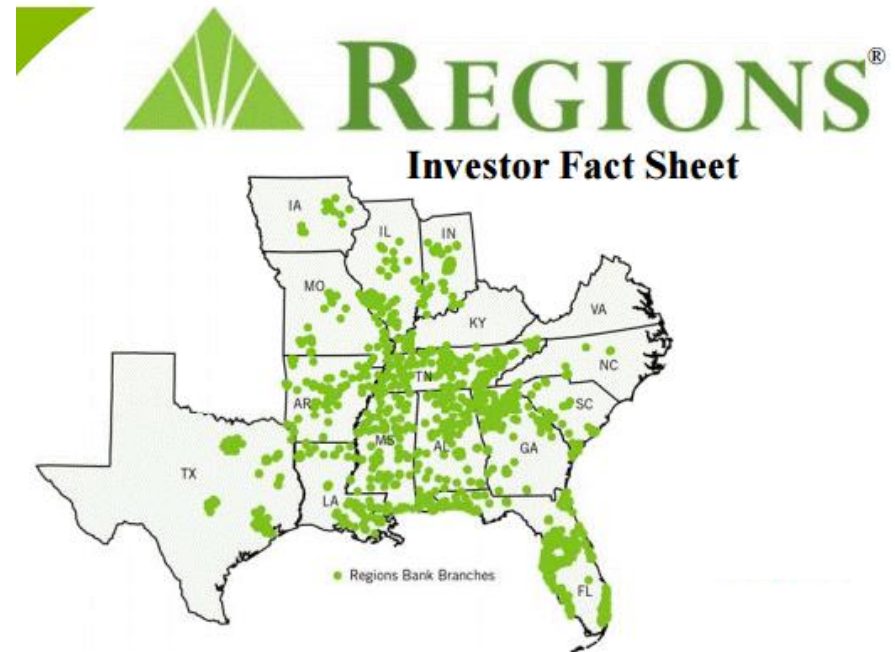 REGIONS®
Investor Fact Sheet
IA
IL
IN
MO
KY
VA
TN
NC
AR
SC
MS
AL
GA
TX
LA
Regions Bank Branches
FL